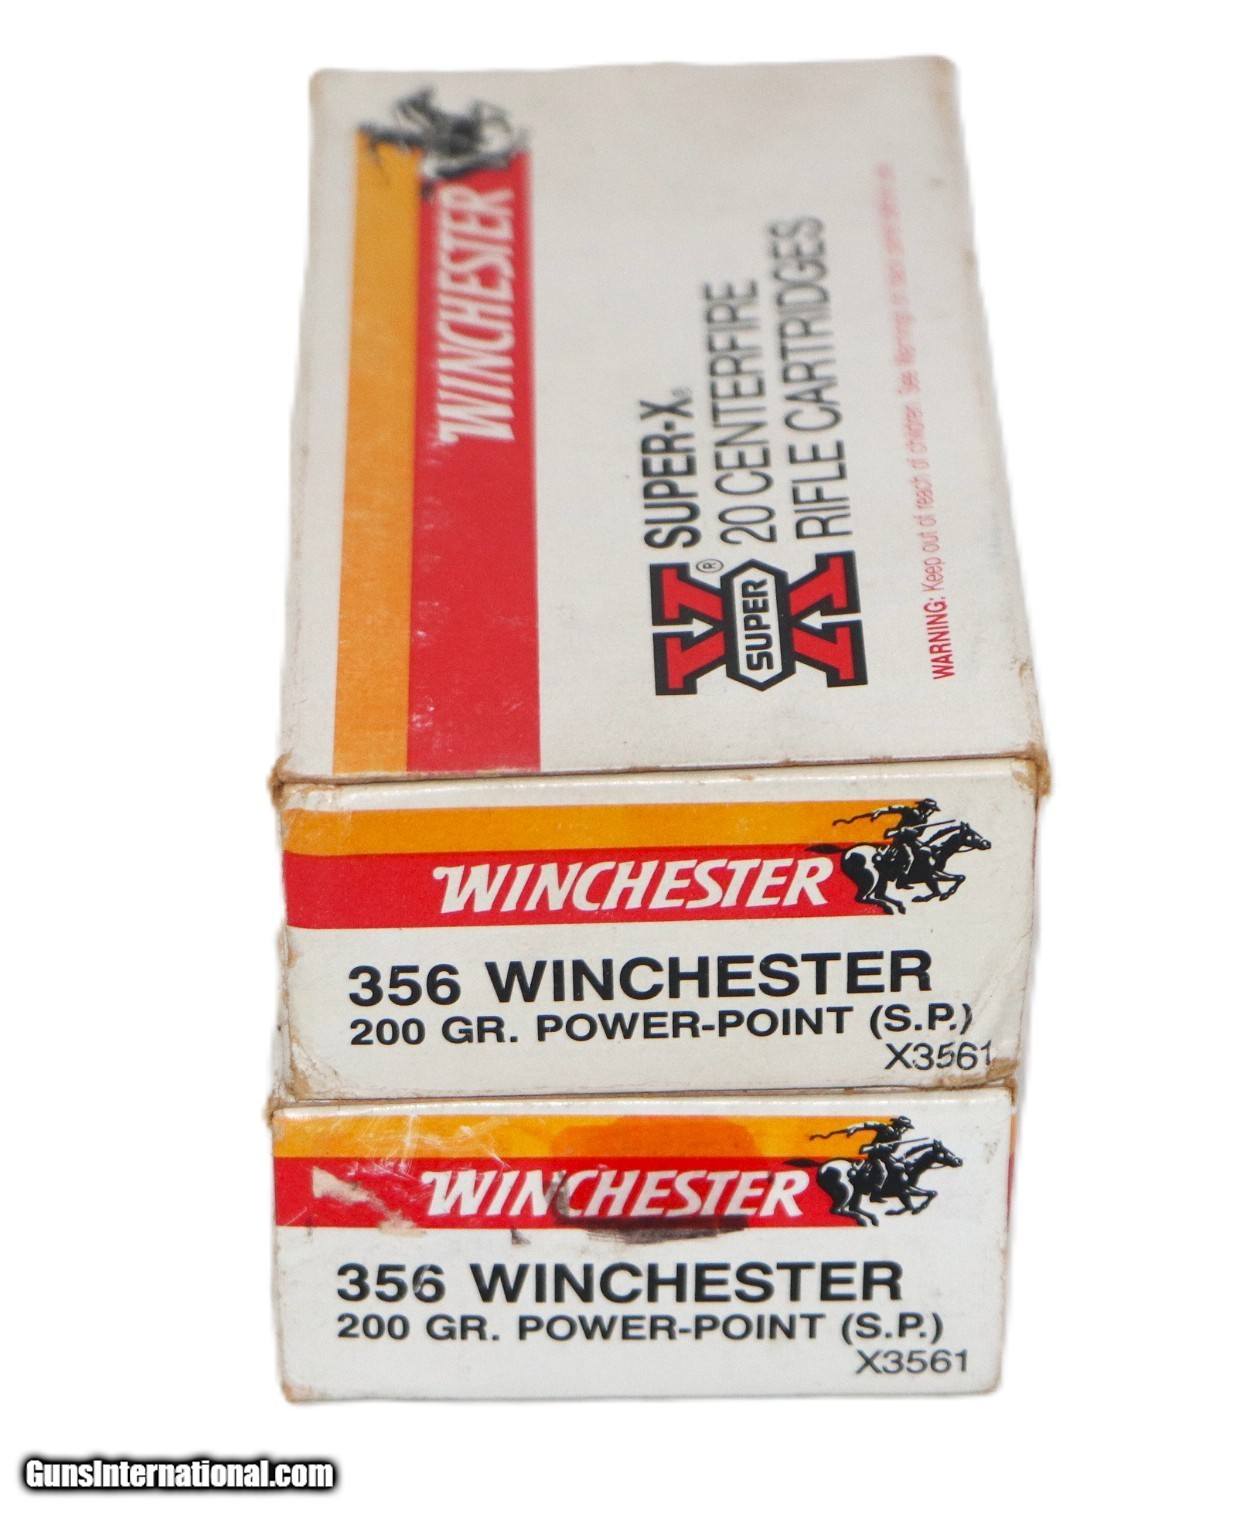 WINCHESTER
SUPER-X®
20 CENTERFIRE
RIFLE CARTRIDGES
SUPER
X
®
WARNING: Keep out of reach of children. See Warnings
WINCHESTER
356 WINCHESTER
200 GR. POWER-POINT (S.P.)
X3561
WINCHESTER
356 WINCHESTER
200 GR. POWER-POINT (S.P.)
X3561
GunsInternational.com